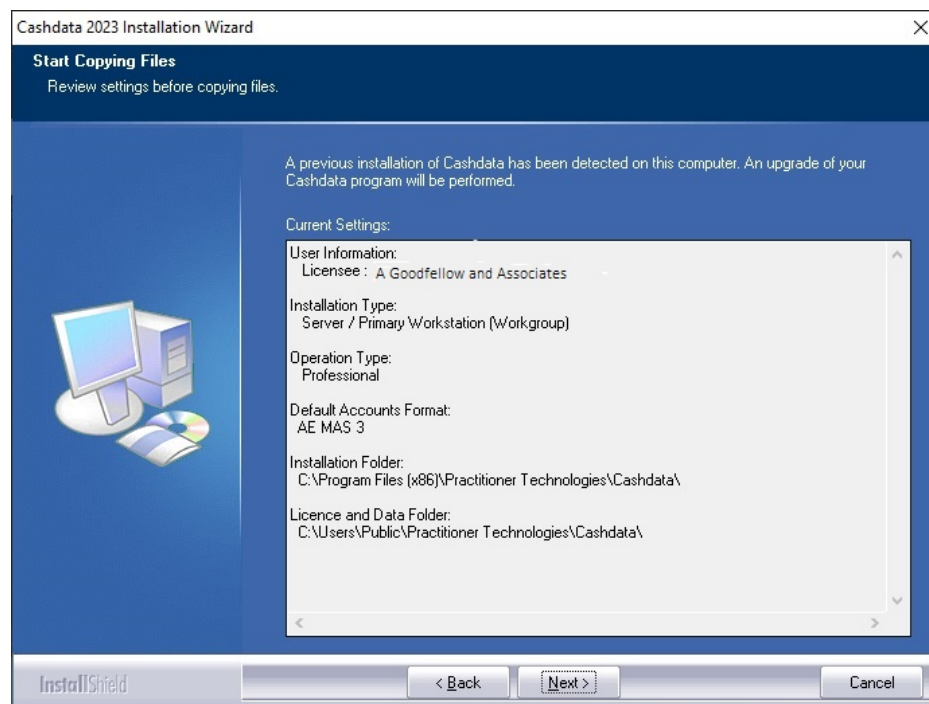 Cashdata 2023 Installation Wizard
Start Copying Files
Review settings before copying files.
A previous installation of Cashdata has been detected on this computer. An upgrade of your
Cashdata program will be performed.
Current Settings:
User Information:
Licensee : A Goodfellow and Associates
Installation Type:
Server / Primary Workstation (Workgroup)
Operation Type:
Professional
Default Accounts Format:
AE MAS 3
Installation Folder:
C:\Program Files (x86)\Practitioner Technologies\Cashdata\
Licence and Data Folder:
C:\Users\Public\Practitioner Technologies\Cashdata\
InstallShield
< Back
Next >
Cancel